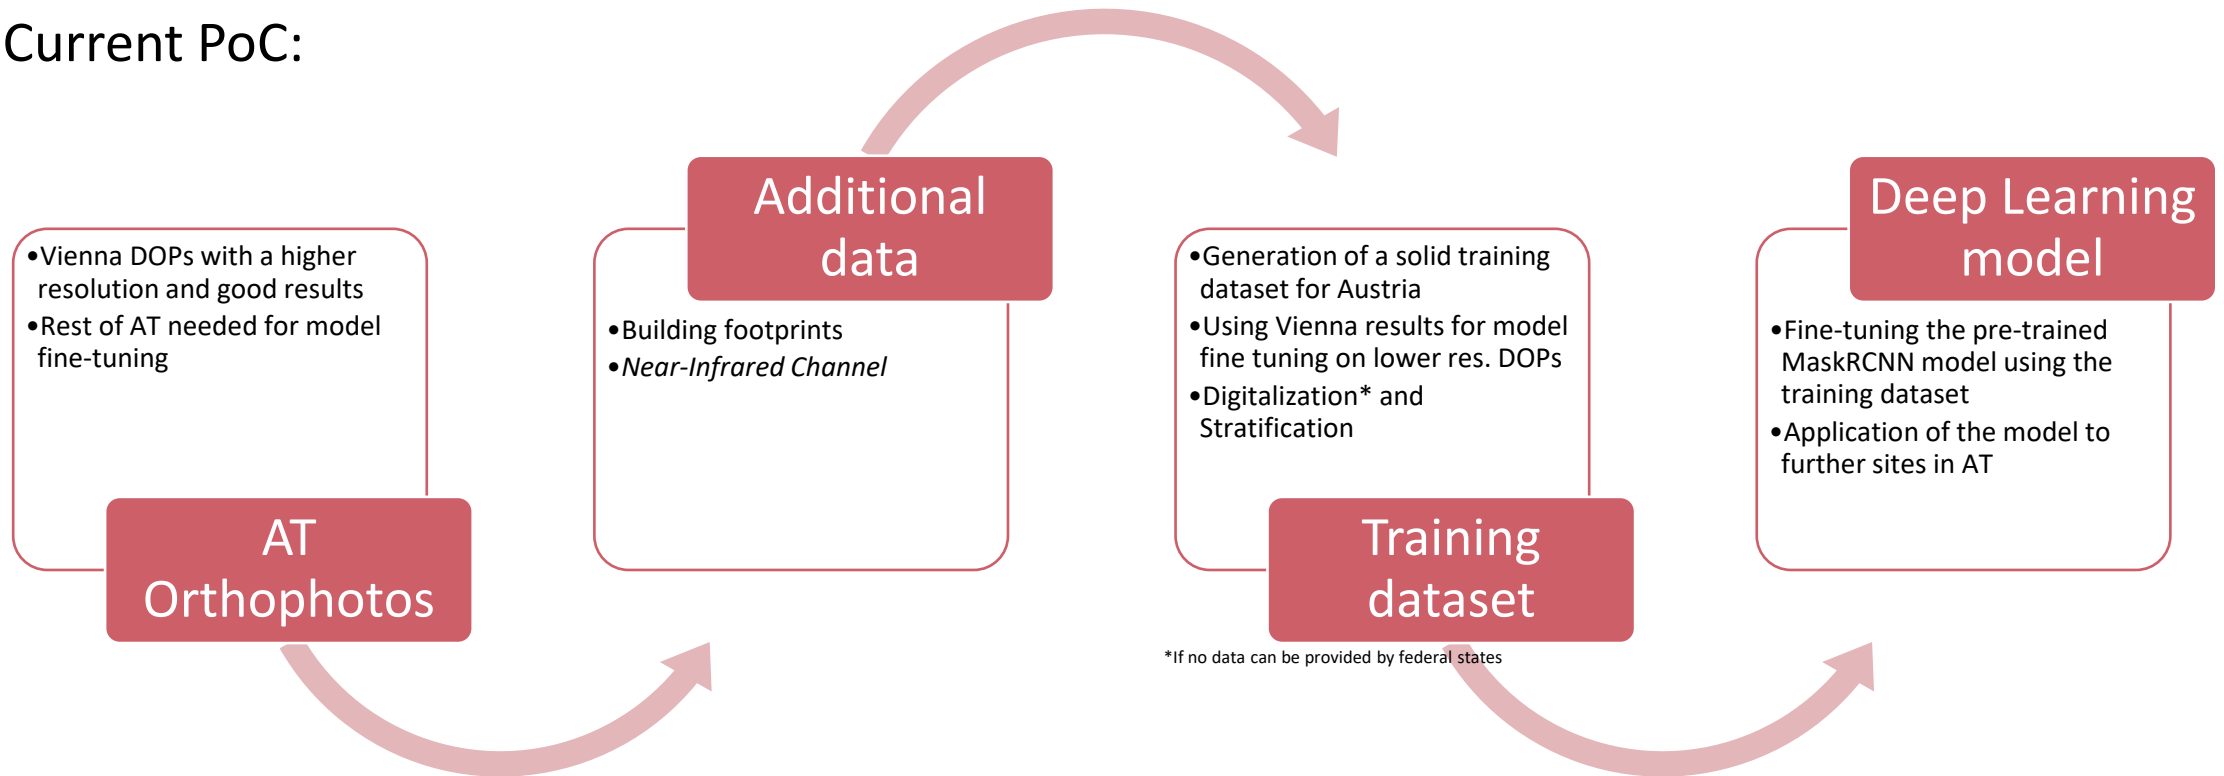 Current PoC:
•Vienna DOPs with a higher
resolution and good results
•Rest of AT needed for model
fine-tuning
AT
Orthophotos
Additional
data
•Building footprints
•Near-Infrared Channel
•Generation of a solid training
dataset for Austria
•Using Vienna results for model
fine tuning on lower res. DOPs
•Digitalization* and
Stratification
Training
dataset
*If no data can be provided by federal states
Deep Learning
model
•Fine-tuning the pre-trained
MaskRCNN model using the
training dataset
•Application of the model to
further sites in AT